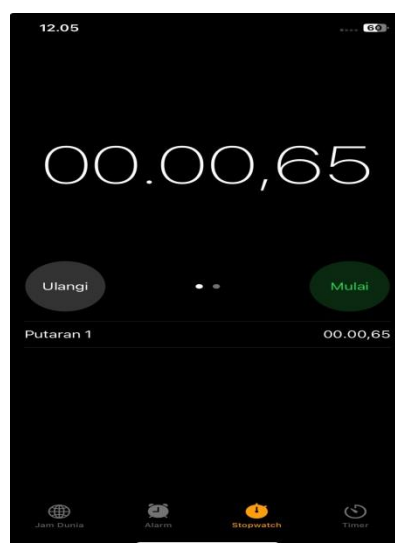 12.05 60
00.00,65
Ulangi Mulai
Putaran 1 00.00,65
Jam Dunia Alarm Stopwatch Timer